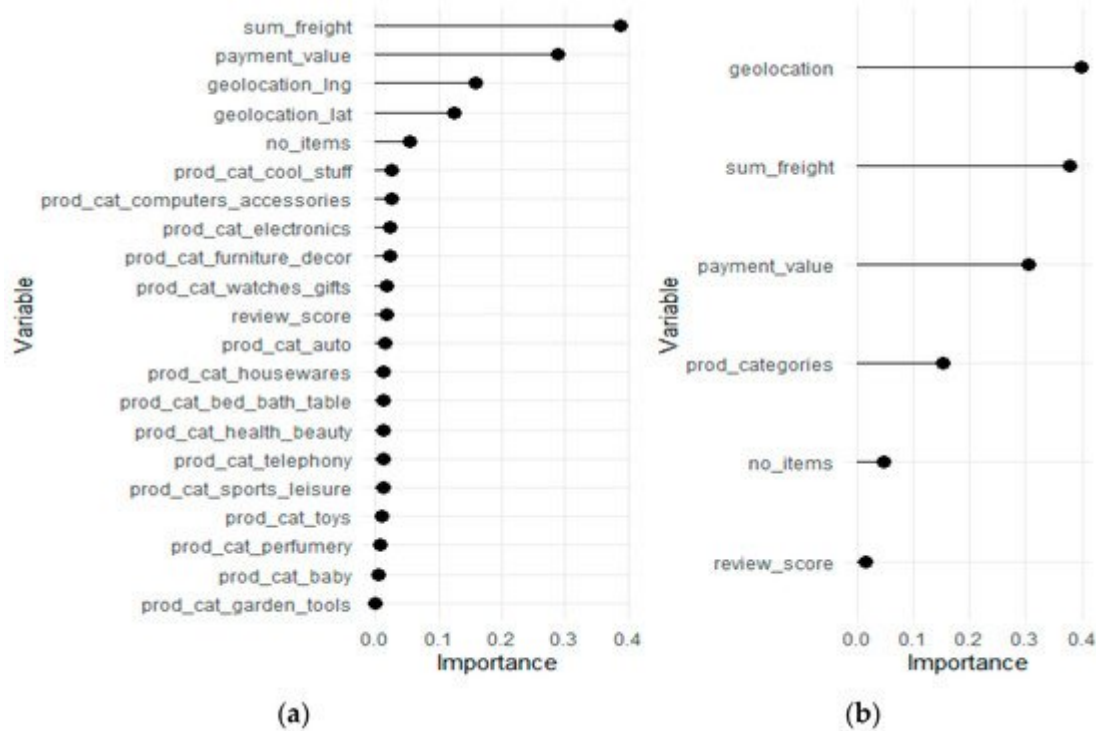 sum_freight
payment_value
geolocation_lng
geolocation_lat
no_items
prod_cat_cool_stuff
prod_cat_computers_accessories
prod_cat_electronics
prod_cat_furniture_decor
prod_cat_watches_gifts
review_score
prod_cat_auto
prod_cat_housewares
prod_cat_bed_bath_table
prod_cat_health_beauty
prod_cat_telephony
prod_cat_sports_leisure
prod_cat_toys
prod_cat_perfumery
prod_cat_baby
prod_cat_garden_tools
Variable
0.0 0.1 0.2 0.3 0.4
Importance
(a)
geolocation
sum_freight
payment_value
prod_categories
no_items
review_score
Variable
0.0 0.1 0.2 0.3 0.4
Importance
(b)